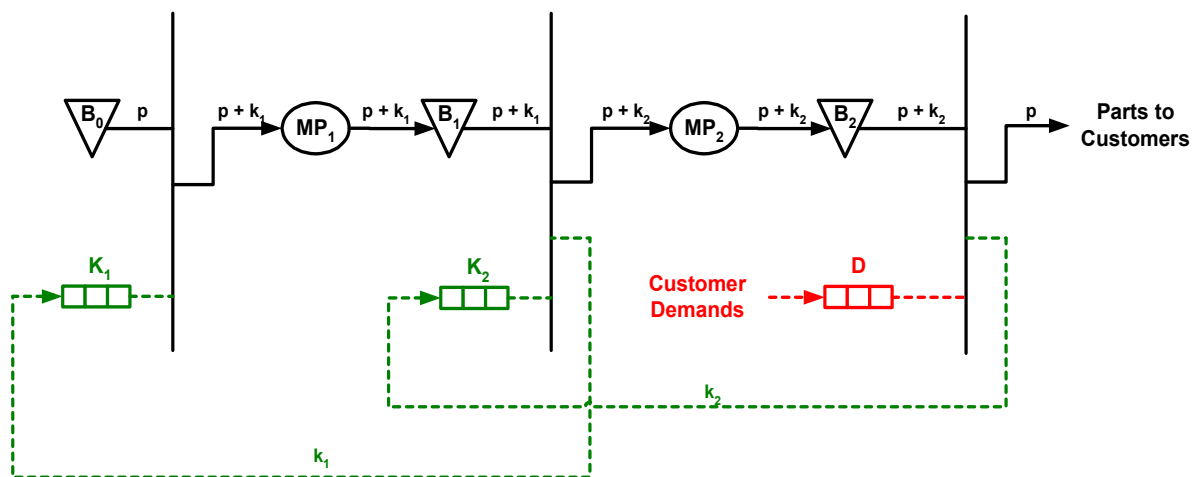 B₀
p
p + k₁
MP₁
p + k₁
B₁
p + k₁
p + k₂
MP₂
p + k₂
B₂
p + k₂
p
Parts to
Customers
K₁
K₂
Customer
Demands
D
k₂
k₁